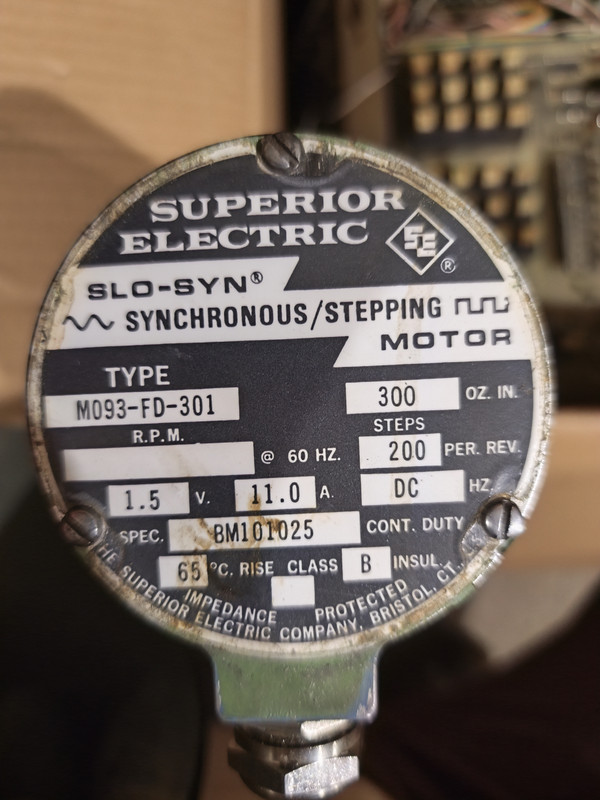 SUPERIOR
ELECTRIC
SE
®
SLO-SYN®
SYNCHRONOUS/STEPPING
MOTOR
TYPE
M093-FD-301
300 OZ. IN.
R.P.M.
STEPS
@ 60 HZ.
200 PER. REV.
1.5 V. 11.0 A. DC HZ.
SPEC. BM101025 CONT. DUTY
65 °C. RISE CLASS B INSUL.
IMPEDANCE PROTECTED
THE SUPERIOR ELECTRIC COMPANY, BRISTOL, CT.,